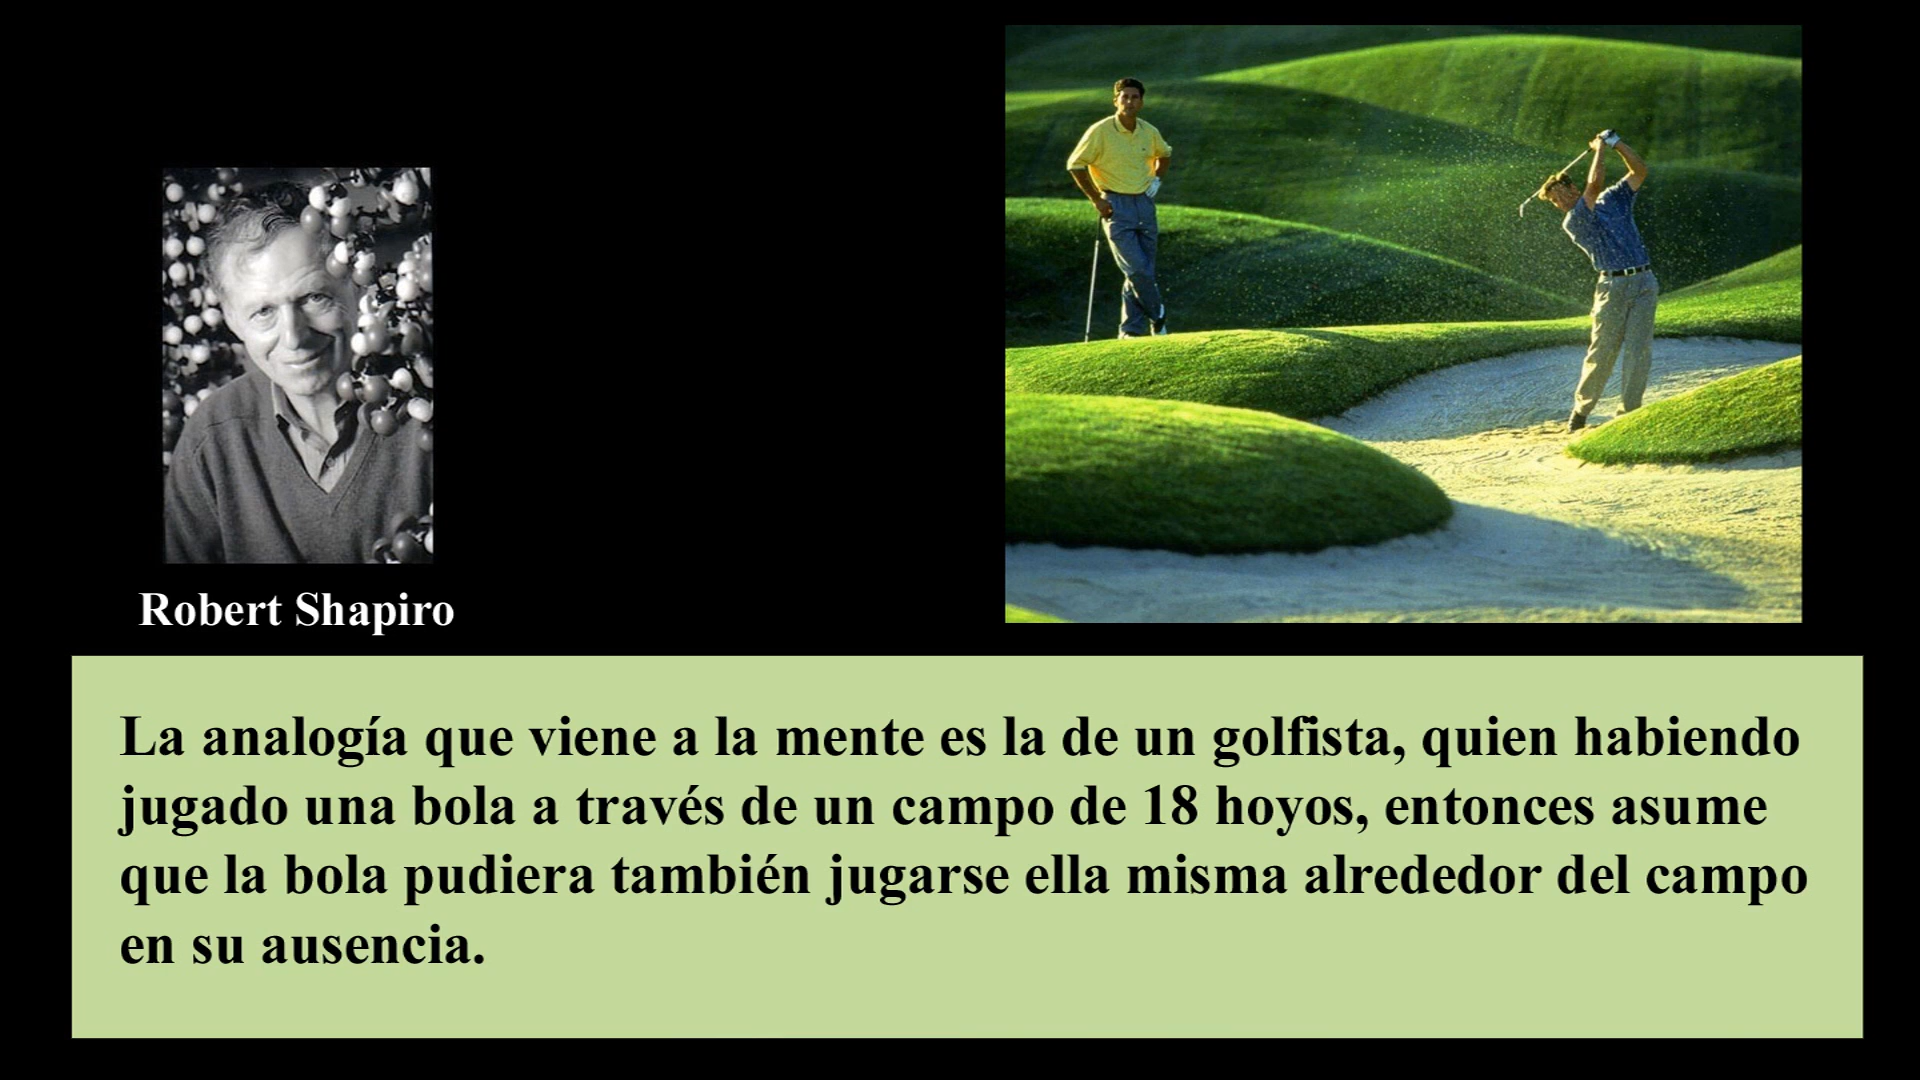 Robert Shapiro
La analogía que viene a la mente es la de un golfista, quien habiendo
jugado una bola a través de un campo de 18 hoyos, entonces asume
que la bola pudiera también jugarse ella misma alrededor del campo
en su ausencia.